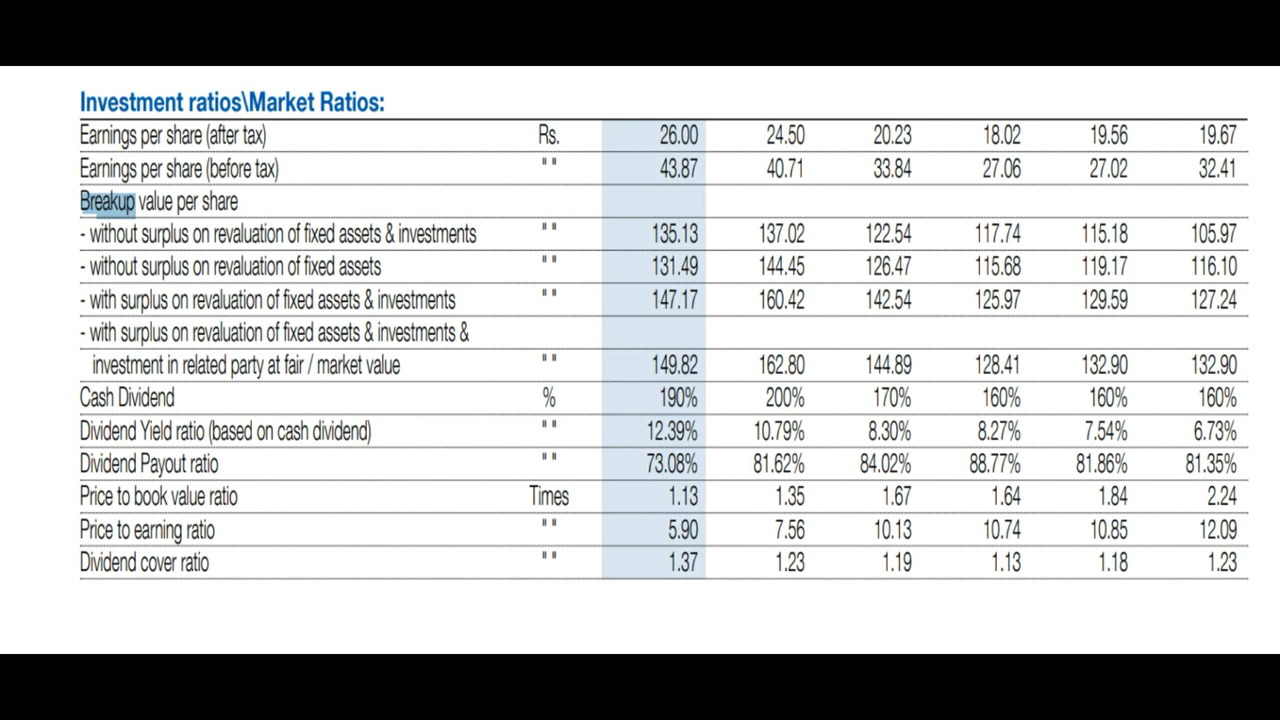 Investment ratios\Market Ratios:
Earnings per share (after tax) Rs. 26.00 24.50 20.23 18.02 19.56 19.67
Earnings per share (before tax) " " 43.87 40.71 33.84 27.06 27.02 32.41
Breakup value per share
- without surplus on revaluation of fixed assets & investments " " 135.13 137.02 122.54 117.74 115.18 105.97
- without surplus on revaluation of fixed assets " " 131.49 144.45 126.47 115.68 119.17 116.10
- with surplus on revaluation of fixed assets & investments " " 147.17 160.42 142.54 125.97 129.59 127.24
- with surplus on revaluation of fixed assets & investments &
investment in related party at fair / market value " " 149.82 162.80 144.89 128.41 132.90 132.90
Cash Dividend % 190% 200% 170% 160% 160% 160%
Dividend Yield ratio (based on cash dividend) " " 12.39% 10.79% 8.30% 8.27% 7.54% 6.73%
Dividend Payout ratio " " 73.08% 81.62% 84.02% 88.77% 81.86% 81.35%
Price to book value ratio Times 1.13 1.35 1.67 1.64 1.84 2.24
Price to earning ratio " " 5.90 7.56 10.13 10.74 10.85 12.09
Dividend cover ratio " " 1.37 1.23 1.19 1.13 1.18 1.23